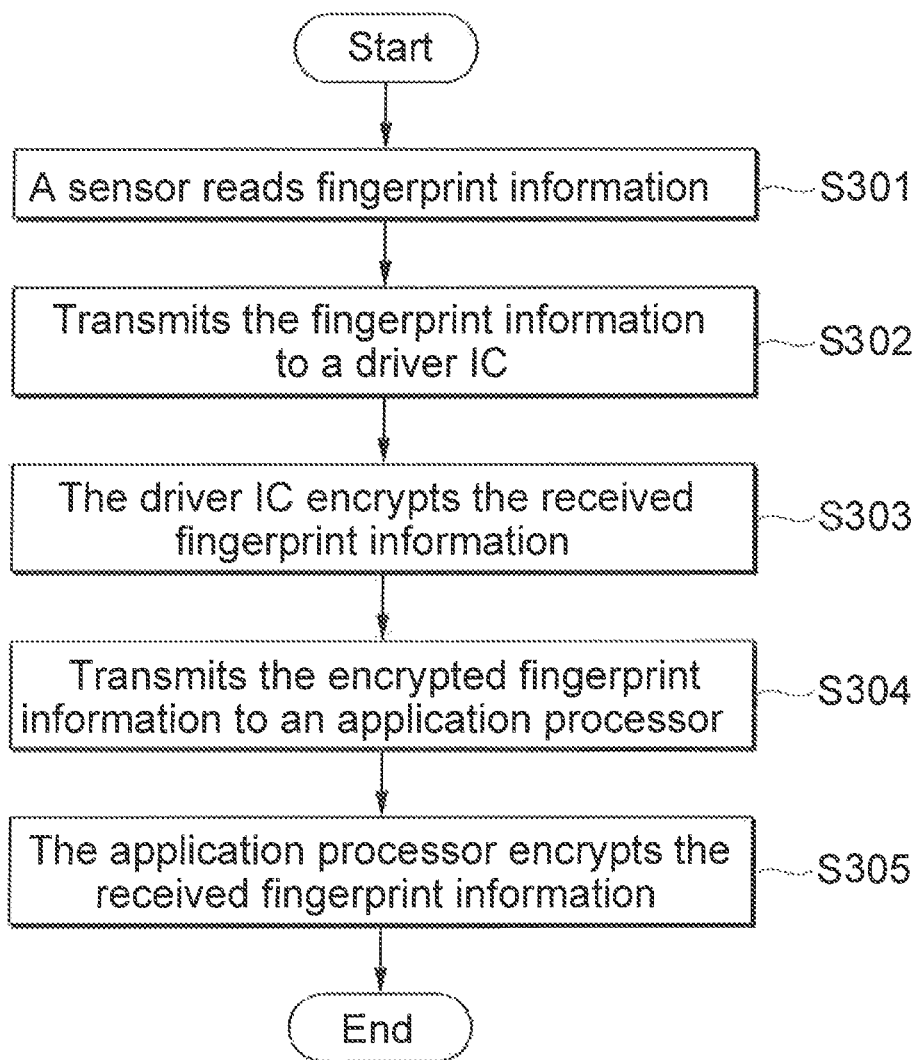 Start
A sensor reads fingerprint information
S301
Transmits the fingerprint information
to a driver IC
S302
The driver IC encrypts the received
fingerprint information
S303
Transmits the encrypted fingerprint
information to an application processor
S304
The application processor encrypts the
received fingerprint information
S305
End